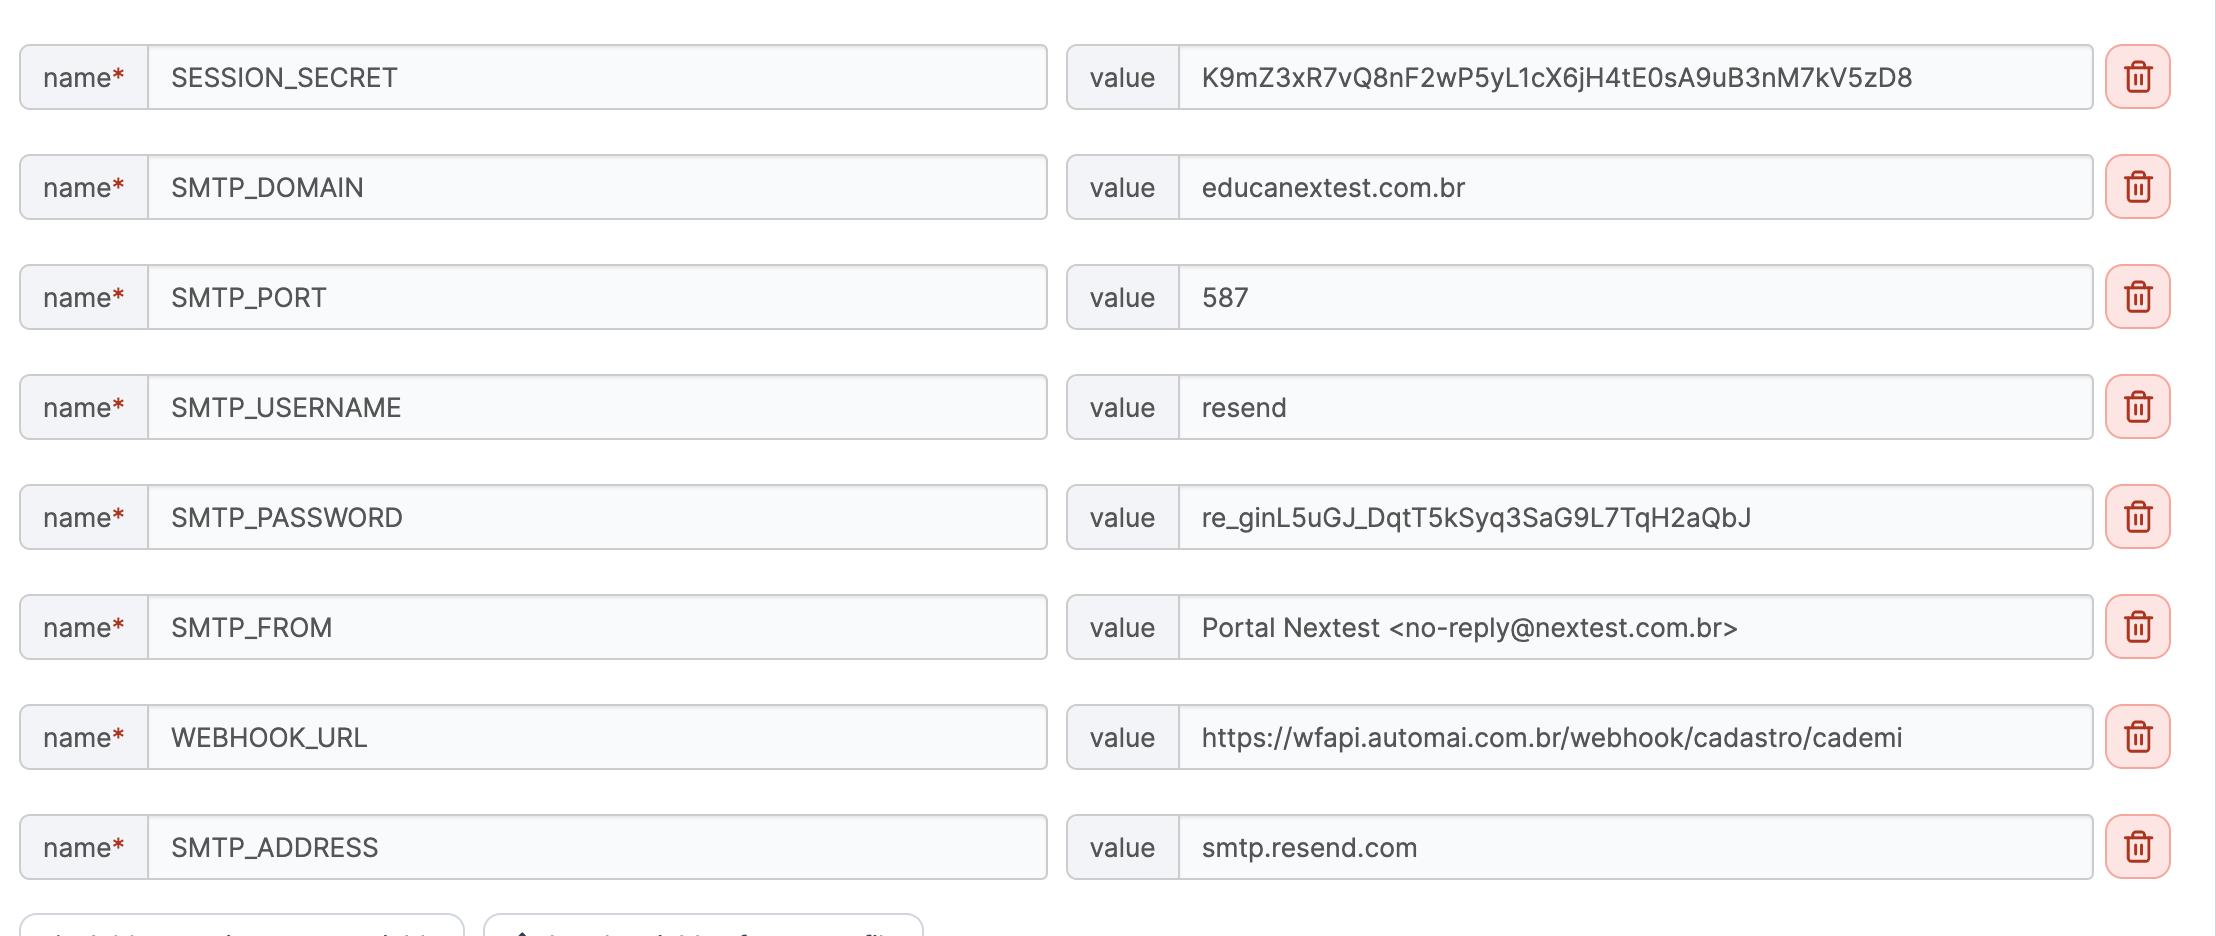 name* SESSION_SECRET value K9mZ3xR7vQ8nF2wP5yL1cX6jH4tE0sA9uB3nM7kV5zD8
name* SMTP_DOMAIN value educanextest.com.br
name* SMTP_PORT value 587
name* SMTP_USERNAME value resend
name* SMTP_PASSWORD value re_ginL5uGJ_DqtT5kSyq3SaG9L7TqH2aQbJ
name* SMTP_FROM value Portal Nextest <no-reply@nextest.com.br>
name* WEBHOOK_URL value https://wfapi.automai.com.br/webhook/cadastro/cademi
name* SMTP_ADDRESS value smtp.resend.com